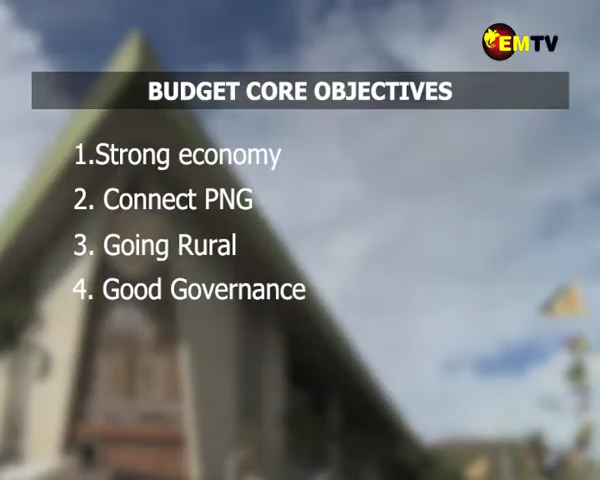 EMTV
BUDGET CORE OBJECTIVES
1.Strong economy
2. Connect PNG
3. Going Rural
4. Good Governance